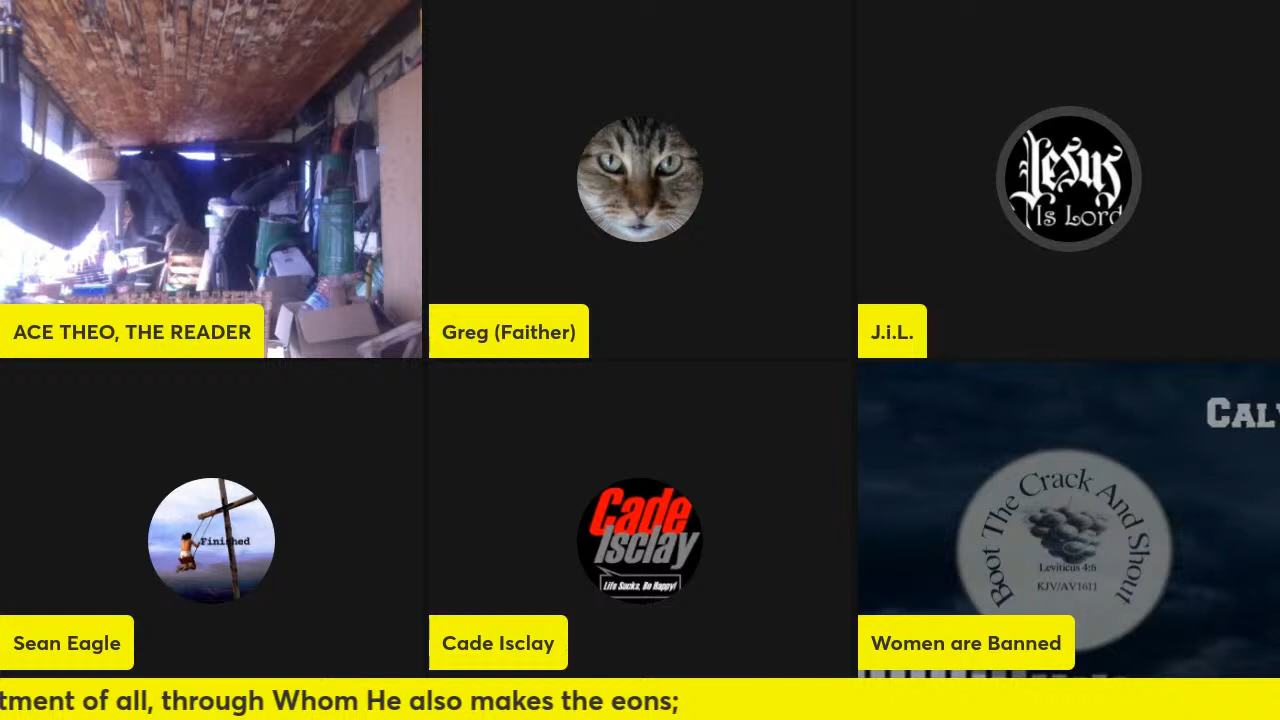 ACE THEO, THE READER
Greg (Faither)
Jesus
Is Lord
J.i.L.
Finished
Sean Eagle
Cade
Isclay
Life Sucks, Be Happy!
Cade Isclay
CAL
Boot The Crack And Shout
Leviticus 4:6
KJV/AV1611
Women are Banned
tment of all, through Whom He also makes the eons;